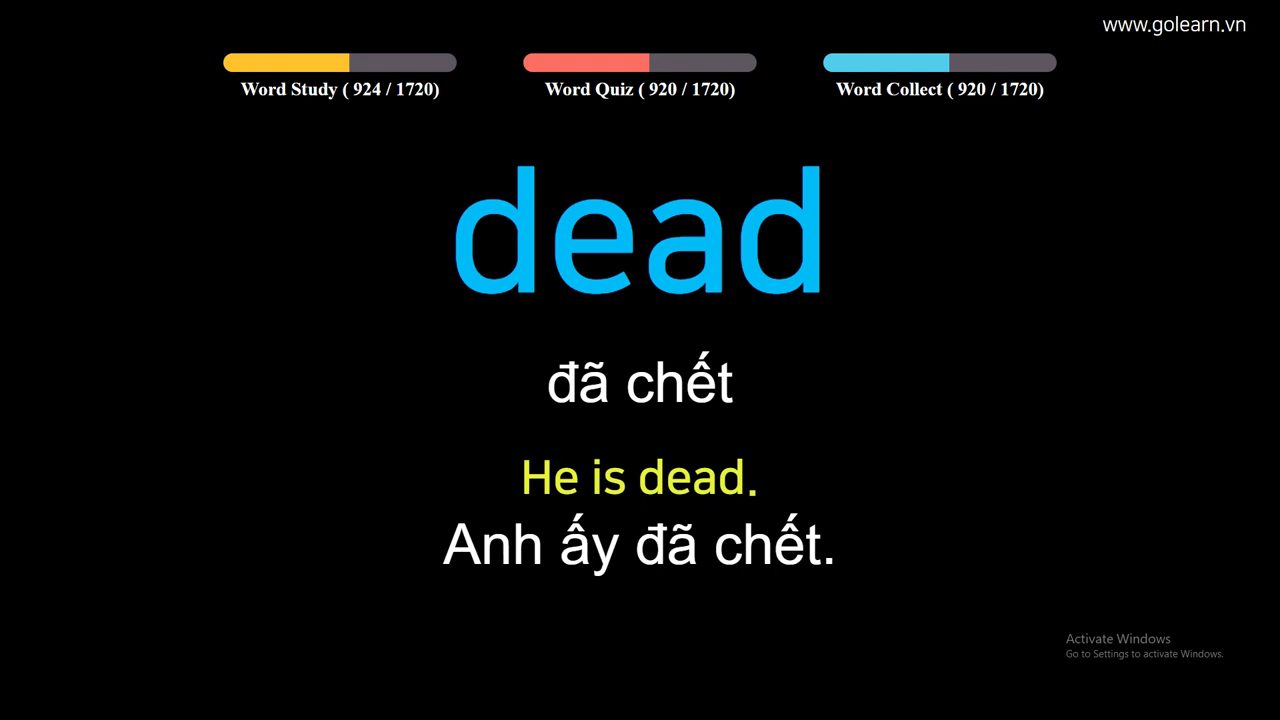 www.golearn.vn
Word Study ( 924 / 1720)
Word Quiz ( 920 / 1720)
Word Collect ( 920 / 1720)
dead
đã chết
He is dead.
Anh ấy đã chết.
Activate Windows
Go to Settings to activate Windows.